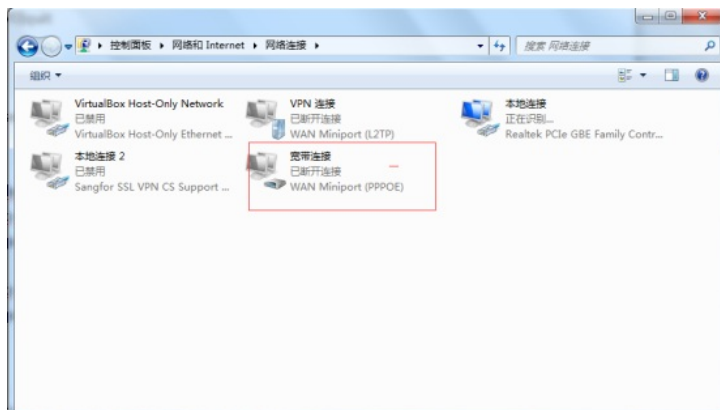 控制面板 ▸ 网络和 Internet ▸ 网络连接 ▸
搜索 网络连接
组织
VirtualBox Host-Only Network
已禁用
VirtualBox Host-Only Ethernet ...
VPN 连接
已断开连接
WAN Miniport (L2TP)
本地连接
正在识别...
Realtek PCIe GBE Family Contr...
本地连接 2
已禁用
Sangfor SSL VPN CS Support ...
宽带连接
已断开连接
WAN Miniport (PPPOE)